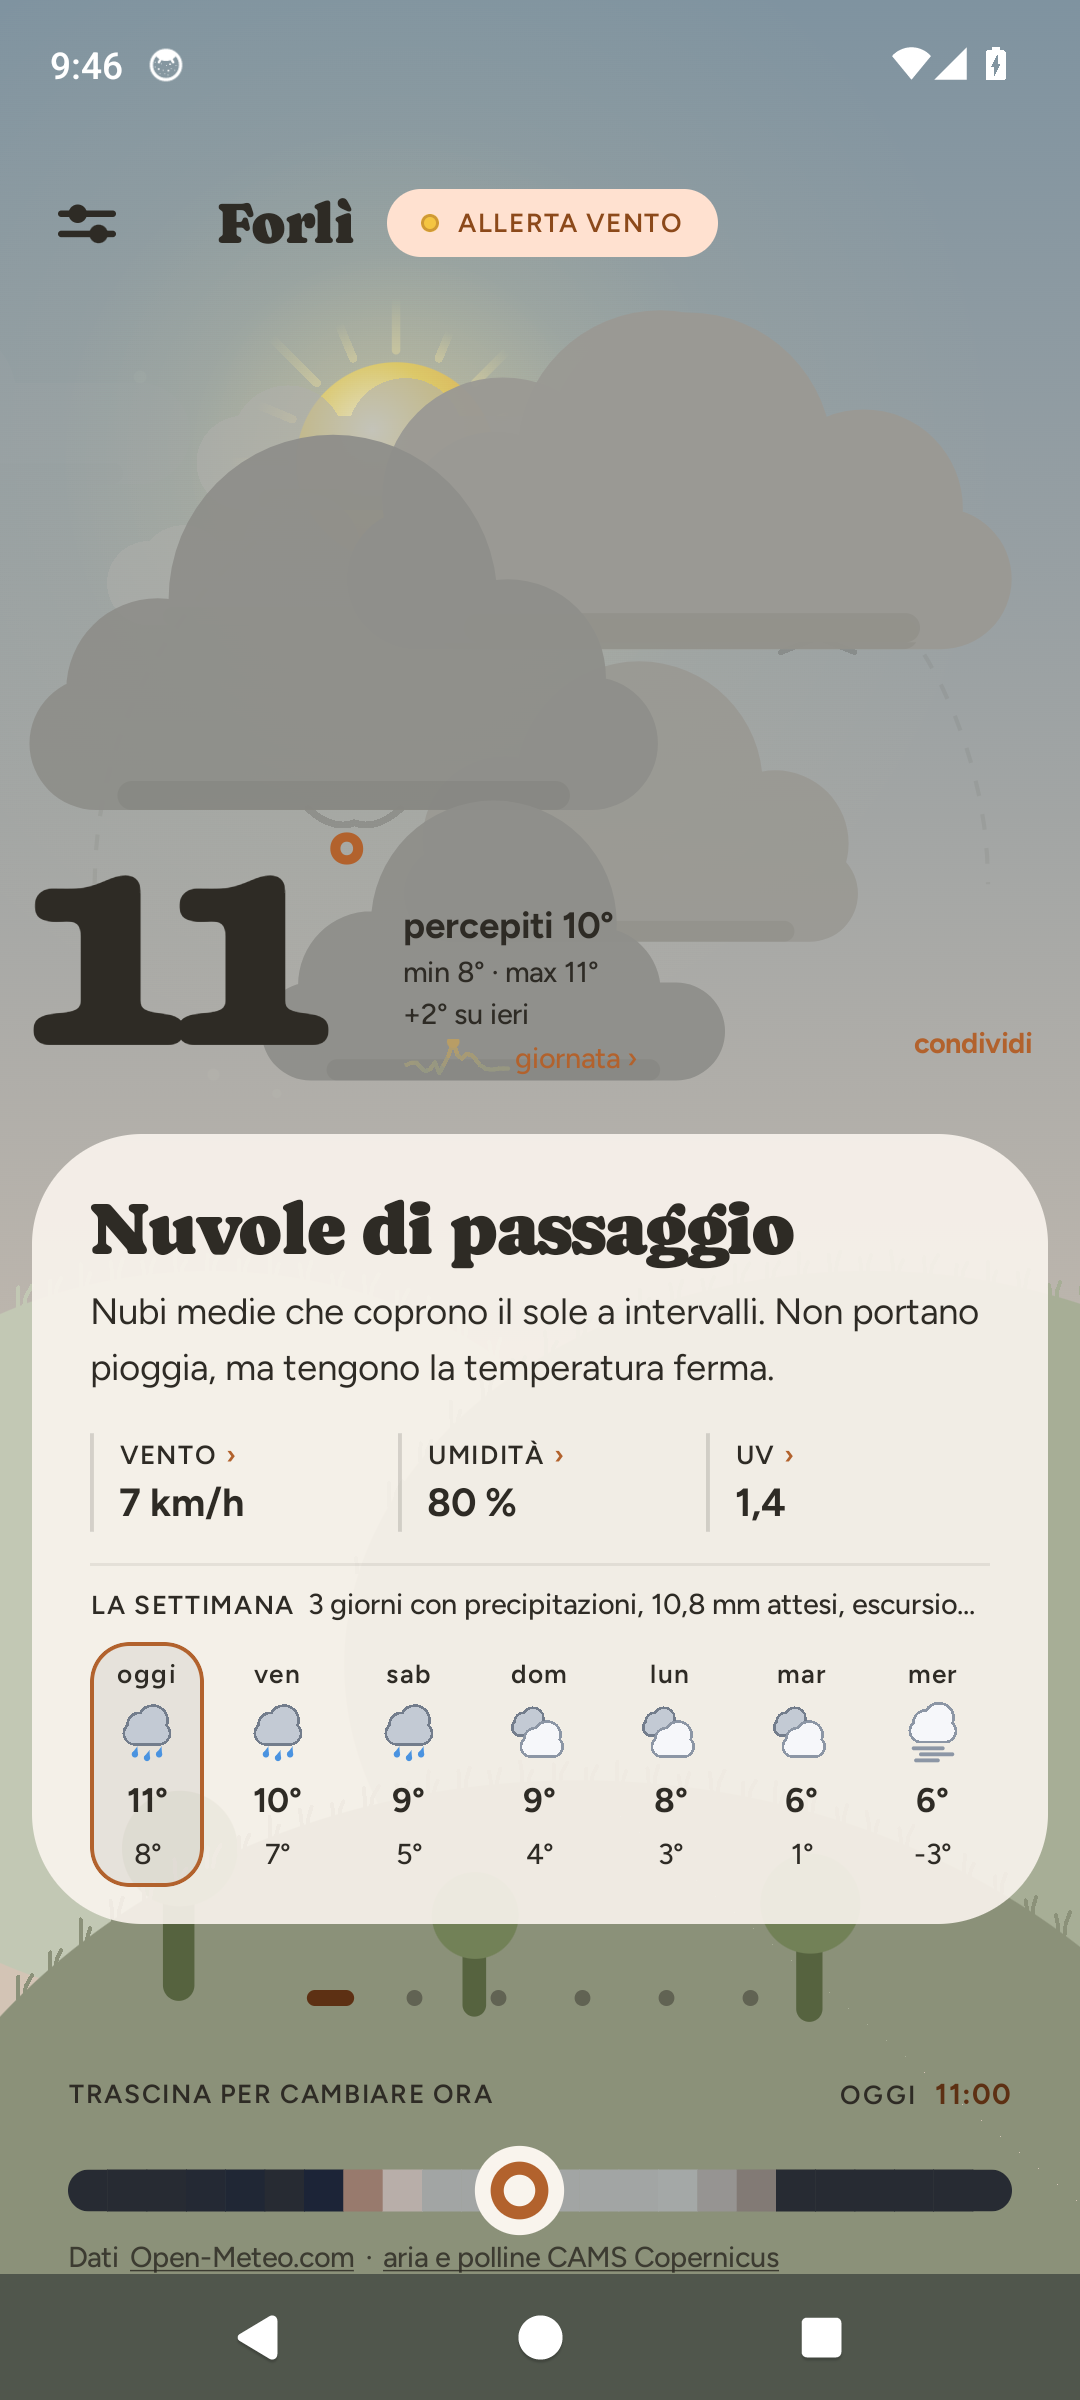 9:46
Forlì
ALLERTA VENTO
11
percepiti 10°
min 8° · max 11°
+2° su ieri
giornata ›
condividi
Nuvole di passaggio
Nubi medie che coprono il sole a intervalli. Non portano
pioggia, ma tengono la temperatura ferma.
VENTO › UMIDITÀ › UV ›
7 km/h 80 % 1,4
LA SETTIMANA 3 giorni con precipitazioni, 10,8 mm attesi, escursio...
oggi ven sab dom lun mar mer
11° 10° 9° 9° 8° 6° 6°
8° 7° 5° 4° 3° 1° -3°
TRASCINA PER CAMBIARE ORA OGGI 11:00
Dati Open-Meteo.com · aria e polline CAMS Copernicus